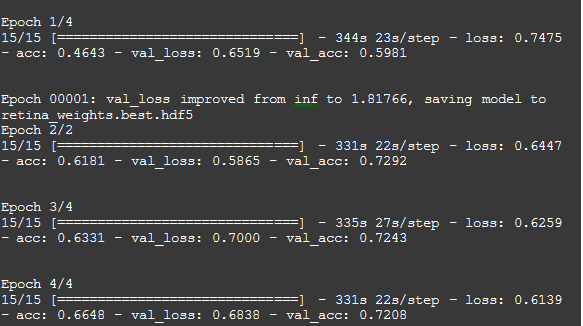 Epoch 1/4
15/15 [==============================] - 344s 23s/step - loss: 0.7475
- acc: 0.4643 - val_loss: 0.6519 - val_acc: 0.5981
Epoch 00001: val_loss improved from inf to 1.81766, saving model to
retina_weights.best.hdf5
Epoch 2/2
15/15 [==============================] - 331s 22s/step - loss: 0.6447
- acc: 0.6181 - val_loss: 0.5865 - val_acc: 0.7292
Epoch 3/4
15/15 [==============================] - 335s 27s/step - loss: 0.6259
- acc: 0.6331 - val_loss: 0.7000 - val_acc: 0.7243
Epoch 4/4
15/15 [==============================] - 331s 22s/step - loss: 0.6139
- acc: 0.6648 - val_loss: 0.6838 - val_acc: 0.7208